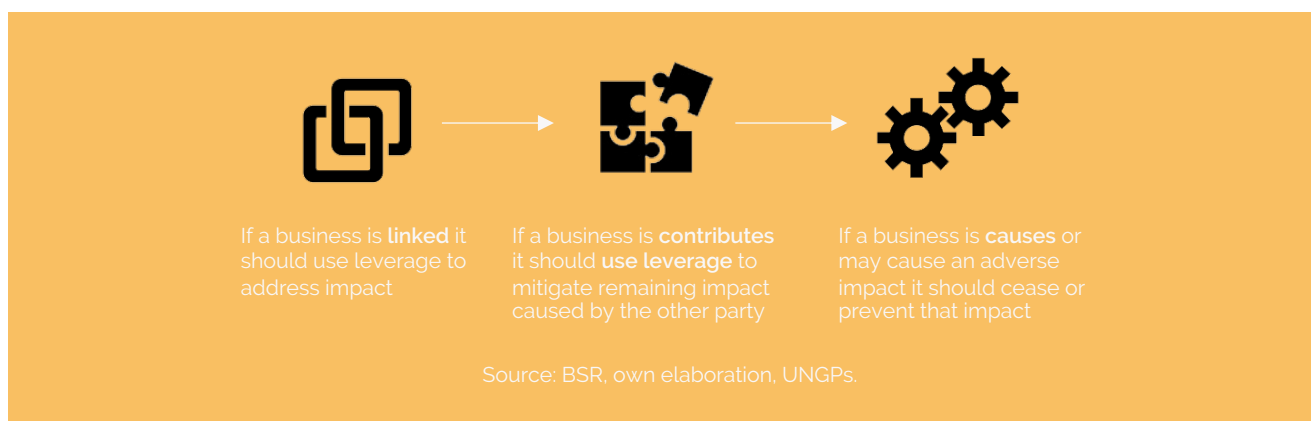 If a business is linked it
should use leverage to
address impact
If a business is contributes
it should use leverage to
mitigate remaining impact
caused by the other party
If a business is causes or
may cause an adverse
impact it should cease or
prevent that impact
Source: BSR, own elaboration, UNGPs.